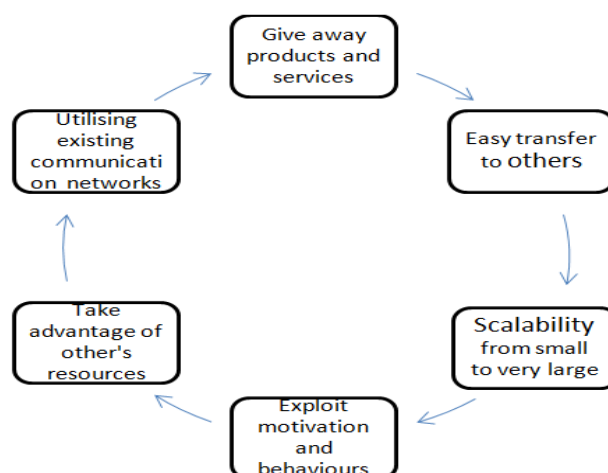 Give away
products and
services
Easy transfer
to others
Scalability
from small
to very large
Exploit
motivation
and
behaviours
Take
advantage of
other's
resources
Utilising
existing
communicati
on networks